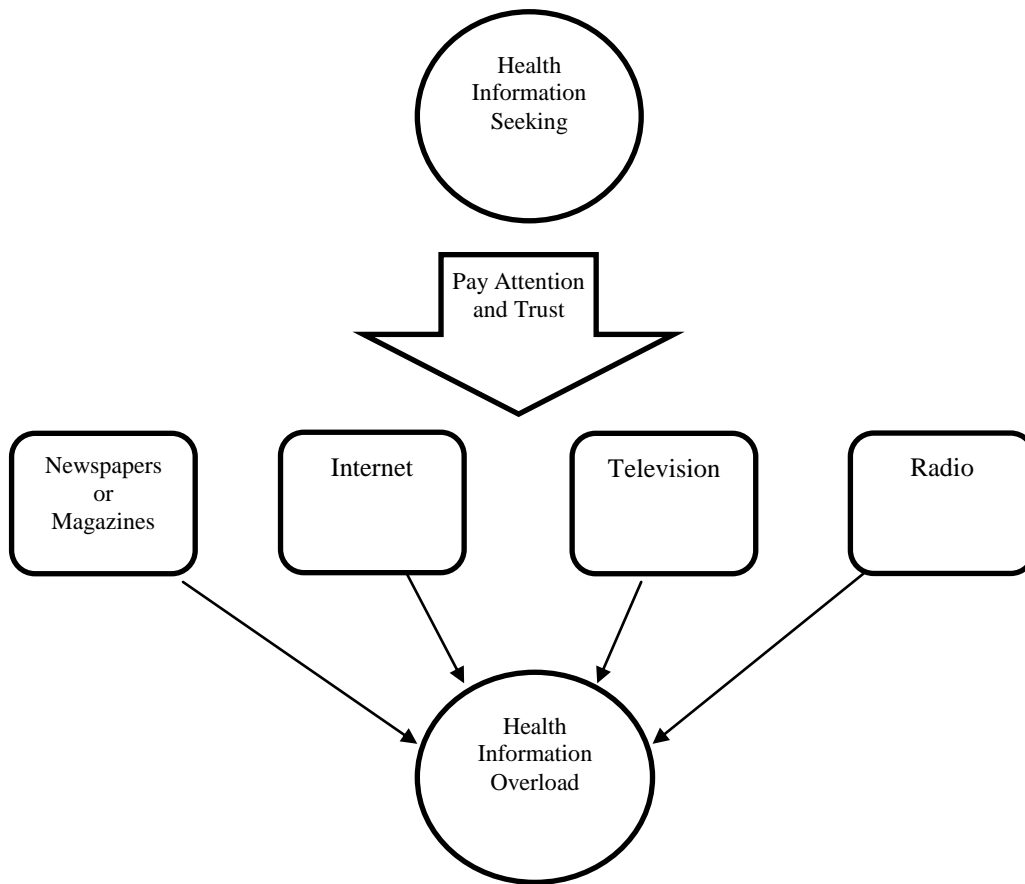 Health
Information
Seeking
Pay Attention
and Trust
Newspapers
or
Magazines
Internet
Television
Radio
Health
Information
Overload